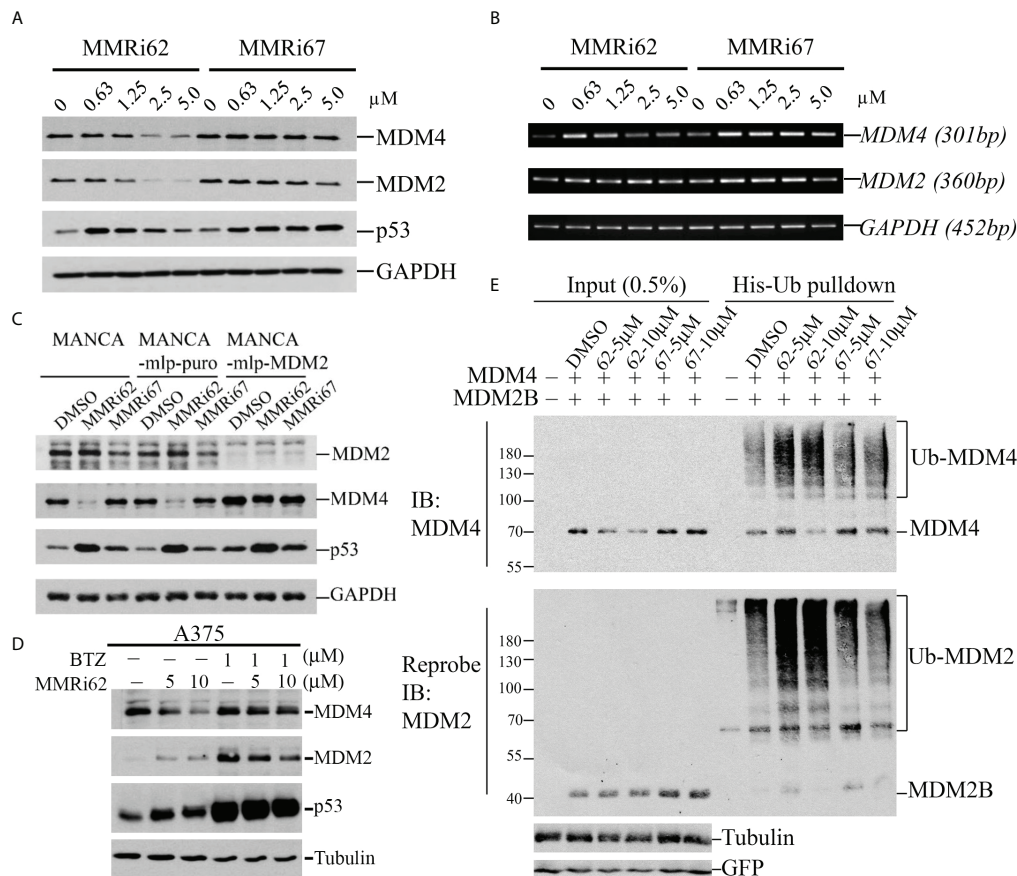 A
MMRi62 MMRi67
0 0.63 1.25 2.5 5.0 0 0.63 1.25 2.5 5.0 μM
MDM4
MDM2
p53
GAPDH
B
MMRi62 MMRi67
0 0.63 1.25 2.5 5.0 0 0.63 1.25 2.5 5.0 μM
MDM4 (301bp)
MDM2 (360bp)
GAPDH (452bp)
C
MANCA MANCA MANCA
-mlp-puro -mlp-MDM2
DMSO MMRi62 MMRi67 DMSO MMRi62 MMRi67 DMSO MMRi62 MMRi67
MDM2
MDM4
p53
GAPDH
D
A375
BTZ – – – 1 1 1 (μM)
MMRi62 – 5 10 – 5 10 (μM)
MDM4
MDM2
p53
Tubulin
E
Input (0.5%) His-Ub pulldown
DMSO 62-5μM 62-10μM 67-5μM 67-10μM DMSO 62-5μM 62-10μM 67-5μM 67-10μM
MDM4 – + + + + + – + + + + +
MDM2B – + + + + + – + + + + +
IB:
MDM4
180
130
100
70
55
Ub-MDM4
MDM4
Reprobe
IB:
MDM2
180
130
100
70
55
40
Ub-MDM2
MDM2B
Tubulin
GFP